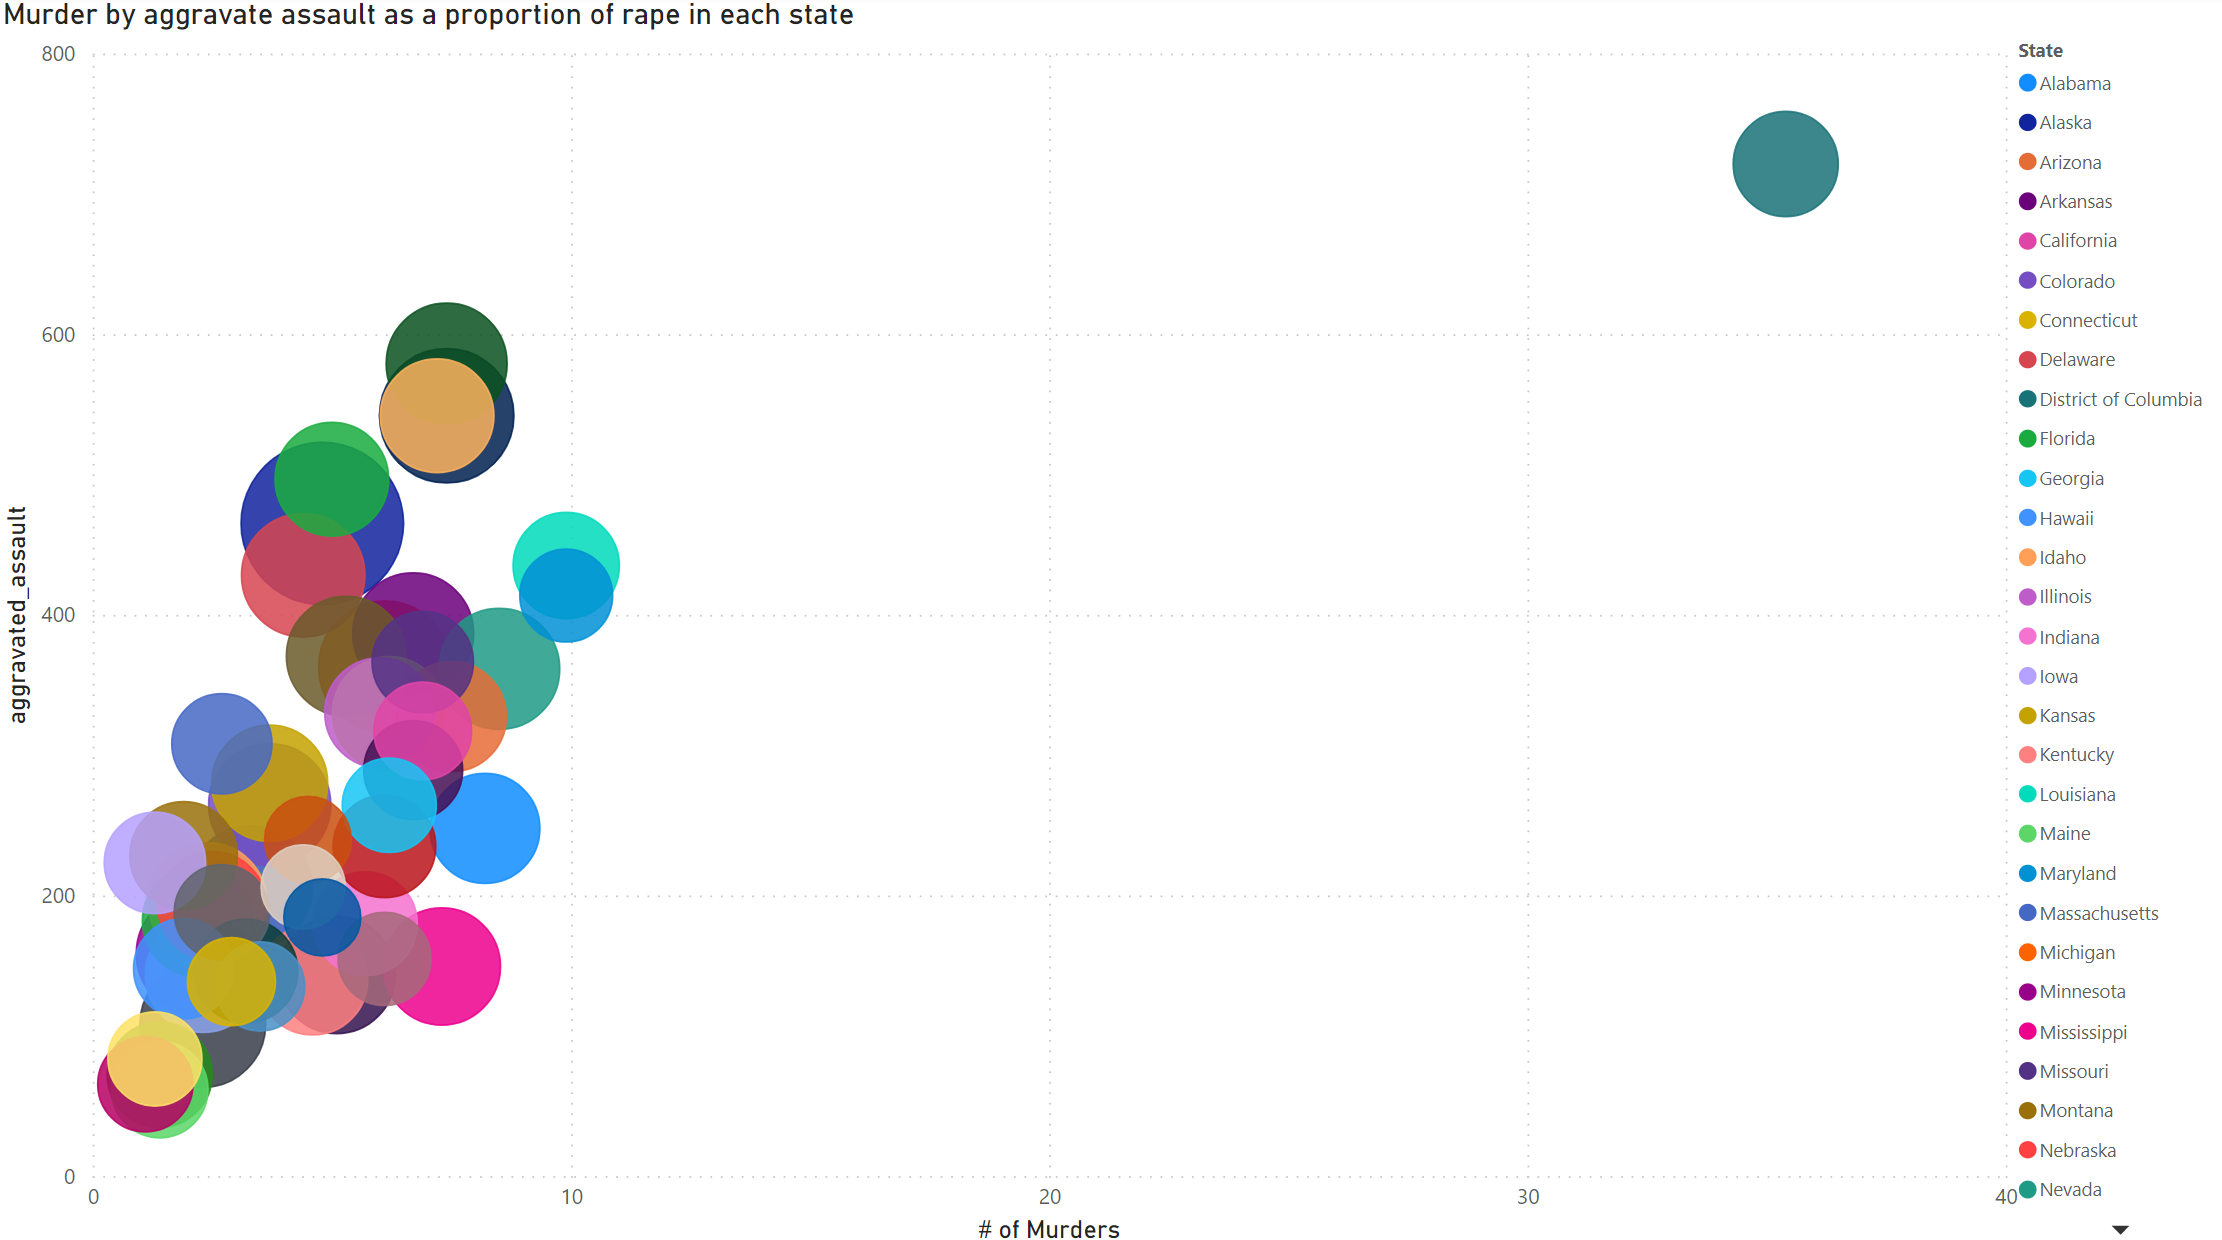 Murder by aggravate assault as a proportion of rape in each state
800
600
400
200
0
aggravated_assault
0
10
20
30
40
# of Murders
State
Alabama
Alaska
Arizona
Arkansas
California
Colorado
Connecticut
Delaware
District of Columbia
Florida
Georgia
Hawaii
Idaho
Illinois
Indiana
Iowa
Kansas
Kentucky
Louisiana
Maine
Maryland
Massachusetts
Michigan
Minnesota
Mississippi
Missouri
Montana
Nebraska
Nevada